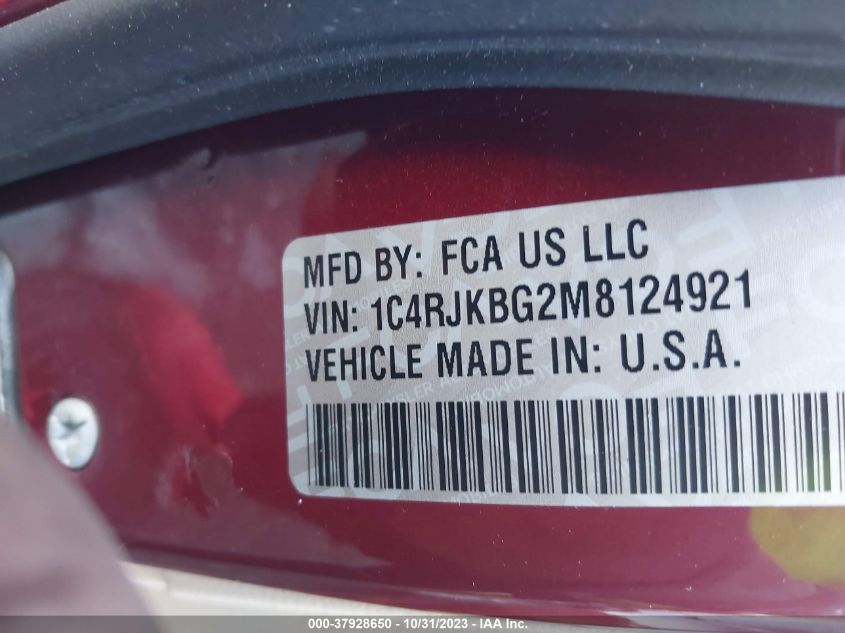 MFD BY: FCA US LLC
VIN: 1C4RJKBG2M8124921
VEHICLE MADE IN: U.S.A.
000-37928650 - 10/31/2023 - IAA Inc.